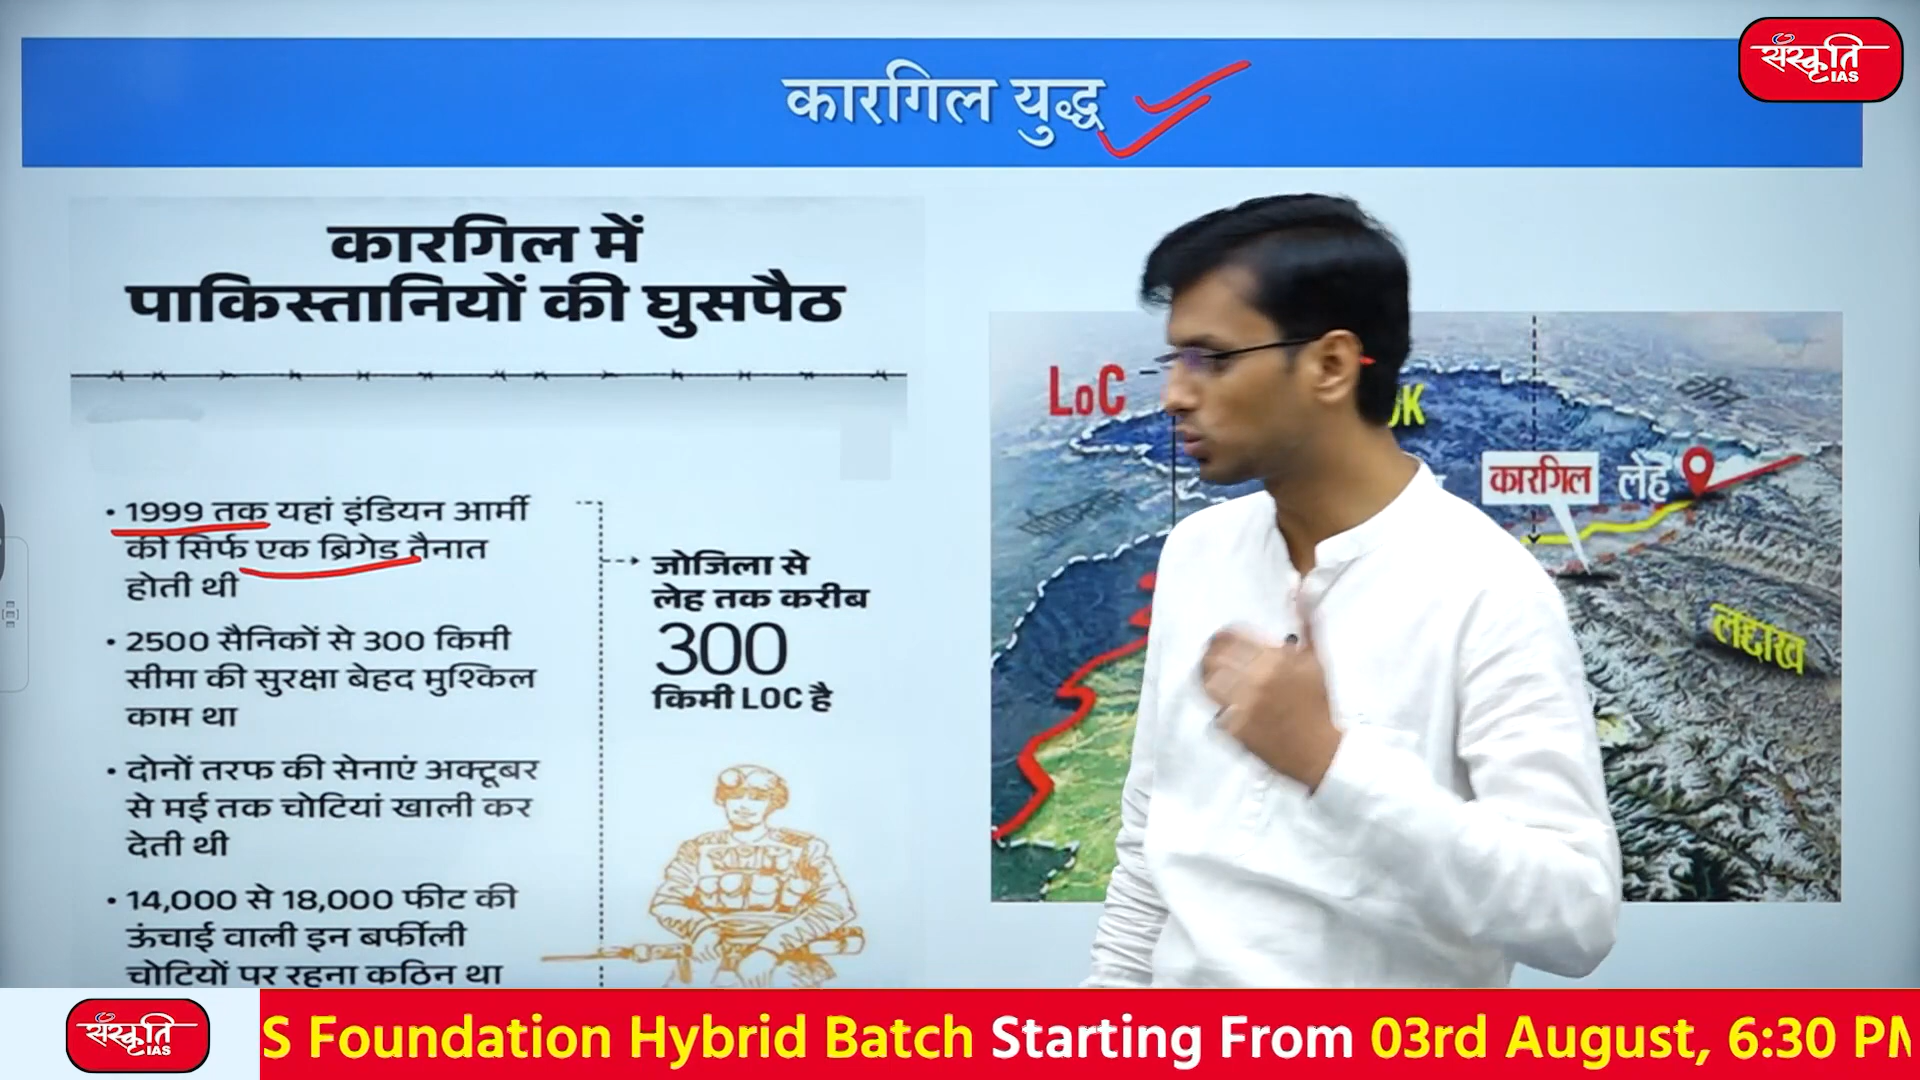 कारगिल युद्ध
संस्कृति
IAS
कारगिल में
पाकिस्तानियों की घुसपैठ
• 1999 तक यहां इंडियन आर्मी
की सिर्फ एक ब्रिगेड तैनात
होती थी
• 2500 सैनिकों से 300 किमी
सीमा की सुरक्षा बेहद मुश्किल
काम था
• दोनों तरफ की सेनाएं अक्टूबर
से मई तक चोटियां खाली कर
देती थी
• 14,000 से 18,000 फीट की
ऊंचाई वाली इन बर्फीली
चोटियों पर रहना कठिन था
जोजिला से
लेह तक करीब
300
किमी LOC है
LoC
चीन
कारगिल
लेह
लद्दाख
संस्कृति
IAS
S Foundation Hybrid Batch Starting From 03rd August, 6:30 PM